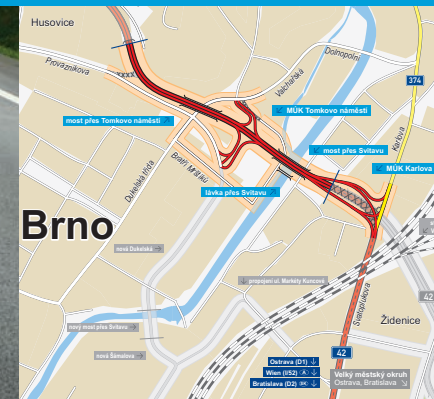 Husovice
Provazníkova
Dolnopolní
Valchařská
374
MÚK Tomkovo náměstí
most přes Tomkovo náměstí
most přes Svitavu
Karlova
MÚK Karlova
Bratří Mrštíků
Dukelská třída
lávka přes Svitavu
Brno
nová Dukelská
propojení ul. Markéty Kuncové
Svatoplukova
nový most přes Svitavu
Židenice
42
nová Šámalova
42
Ostrava (D1) ↓
Wien (I/52) A ↓
Bratislava (D2) SK ↓
Velký městský okruh
Ostrava, Bratislava ↘